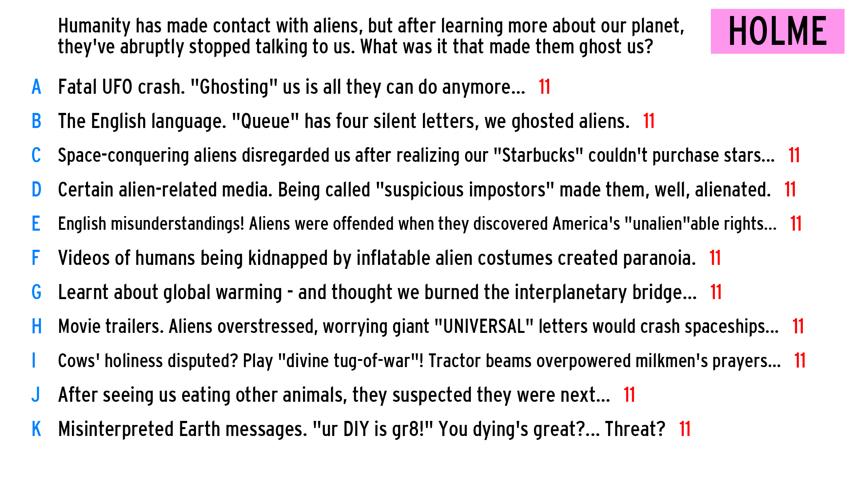 Humanity has made contact with aliens, but after learning more about our planet,
they've abruptly stopped talking to us. What was it that made them ghost us?
HOLME
A Fatal UFO crash. "Ghosting" us is all they can do anymore... 11
B The English language. "Queue" has four silent letters, we ghosted aliens. 11
C Space-conquering aliens disregarded us after realizing our "Starbucks" couldn't purchase stars... 11
D Certain alien-related media. Being called "suspicious impostors" made them, well, alienated. 11
E English misunderstandings! Aliens were offended when they discovered America's "unalien"able rights... 11
F Videos of humans being kidnapped by inflatable alien costumes created paranoia. 11
G Learnt about global warming - and thought we burned the interplanetary bridge... 11
H Movie trailers. Aliens overstressed, worrying giant "UNIVERSAL" letters would crash spaceships... 11
I Cows' holiness disputed? Play "divine tug-of-war"! Tractor beams overpowered milkmen's prayers... 11
J After seeing us eating other animals, they suspected they were next... 11
K Misinterpreted Earth messages. "ur DIY is gr8!" You dying's great?... Threat? 11